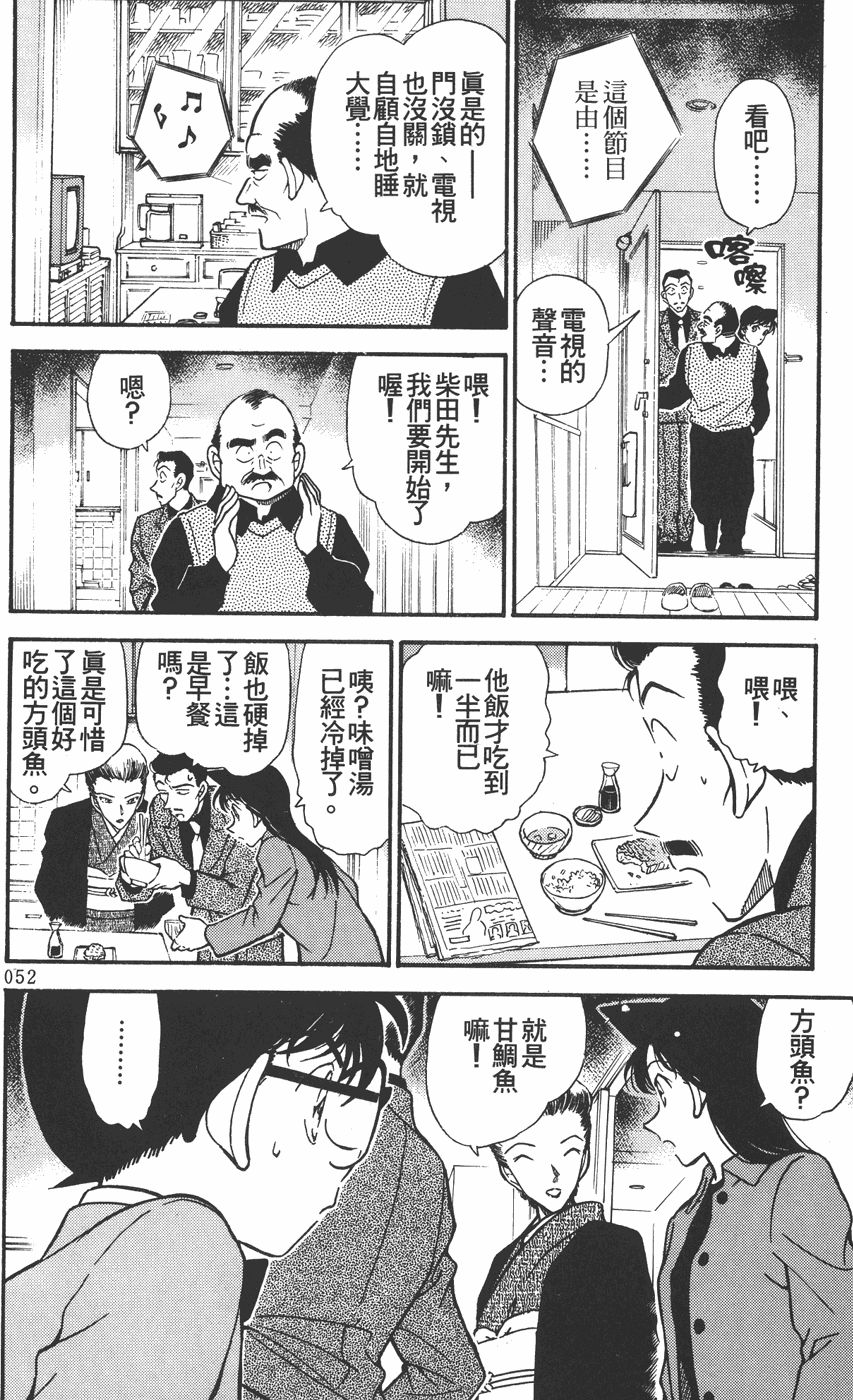 看吧……
喀嚓
這個節目
是由……
電視的
聲音…
眞是的——
門沒鎖、電視
也沒關，就
自顧自地睡
大覺……
喂！
柴田先生，
我們要開始了
喔！
嗯？
喂、
喂！
他飯才吃到
一半而已
嘛！
咦？味噌湯
已經冷掉了。
飯也硬掉
了…這
是早餐
嗎？
眞是可惜
了這個好
吃的方頭魚。
052
方頭魚？
就是
甘鯛魚
嘛！
……